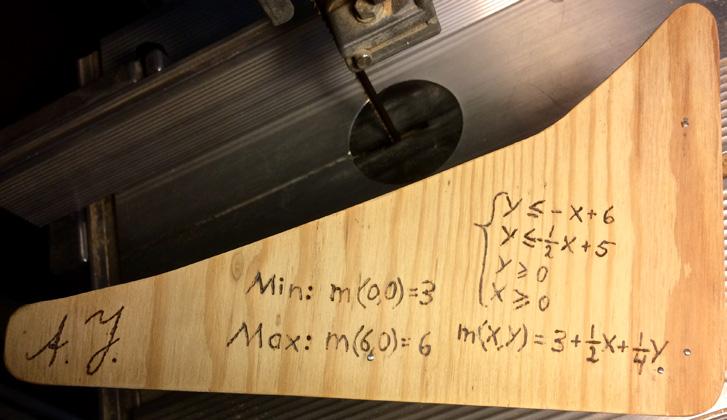 { y ≤ -x+6
y ≤ -1/2x+5
y ≥ 0
x ≥ 0
Min: m(0,0)=3
Max: m(6,0)=6
m(x,y)=3+1/2x+1/4y
A. J.